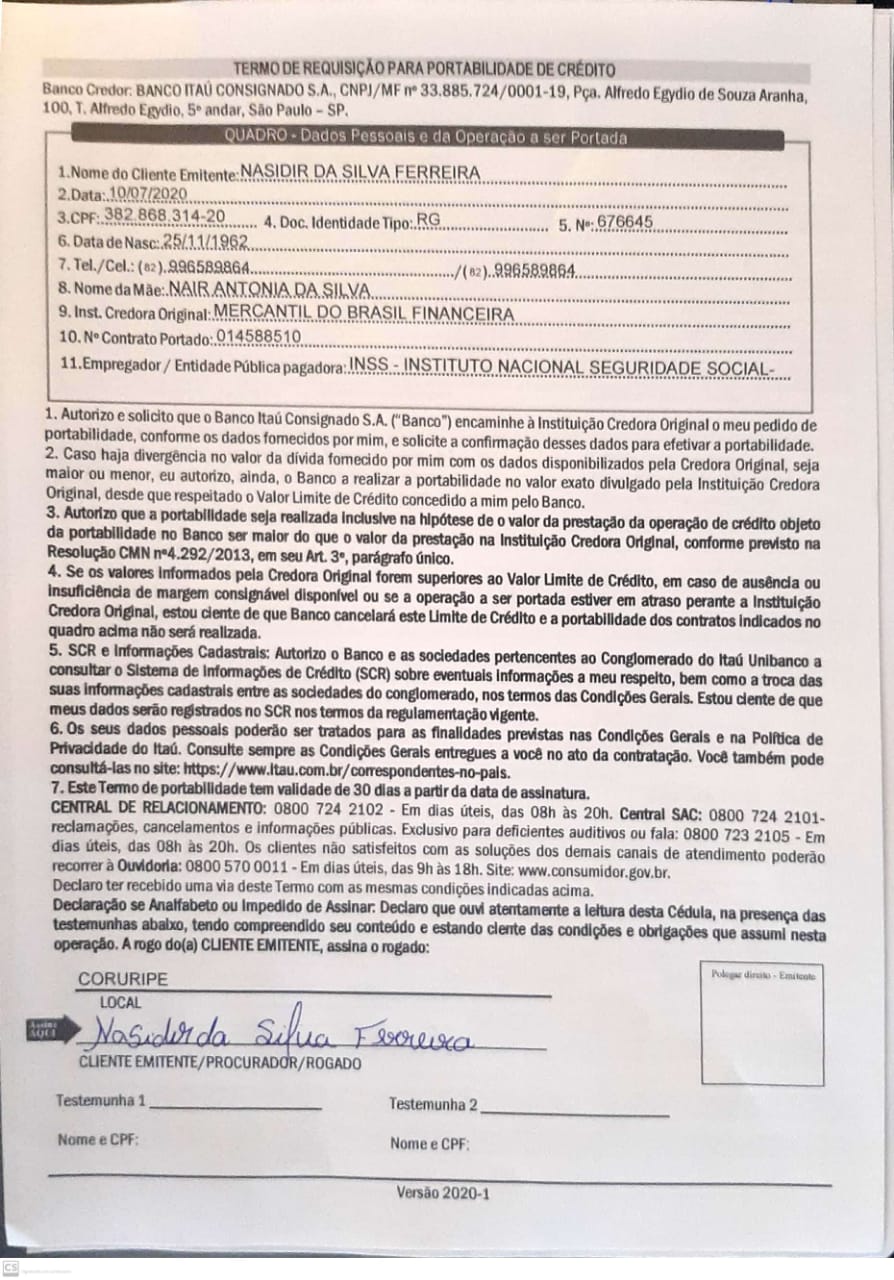 TERMO DE REQUISIÇÃO PARA PORTABILIDADE DE CRÉDITO
Banco Credor: BANCO ITAÚ CONSIGNADO S.A., CNPJ/MF nº 33.885.724/0001-19, Pça. Alfredo Egydio de Souza Aranha,
100, T. Alfredo Egydio, 5º andar, São Paulo – SP.
QUADRO - Dados Pessoais e da Operação a ser Portada
1.Nome do Cliente Emitente: NASIDIR DA SILVA FERREIRA
2.Data: 10/07/2020
3.CPF: 382.868.314-20 4. Doc. Identidade Tipo: RG 5. Nº: 676645
6. Data de Nasc: 25/11/1962
7. Tel./Cel.: (82) 996589864 /(82) 996589864
8. Nome da Mãe: NAIR ANTONIA DA SILVA
9. Inst. Credora Original: MERCANTIL DO BRASIL FINANCEIRA
10. Nº Contrato Portado: 014588510
11.Empregador / Entidade Pública pagadora: INSS - INSTITUTO NACIONAL SEGURIDADE SOCIAL-
1. Autorizo e solicito que o Banco Itaú Consignado S.A. (“Banco”) encaminhe à Instituição Credora Original o meu pedido de
portabilidade, conforme os dados fornecidos por mim, e solicite a confirmação desses dados para efetivar a portabilidade.
2. Caso haja divergência no valor da dívida fornecido por mim com os dados disponibilizados pela Credora Original, seja
maior ou menor, eu autorizo, ainda, o Banco a realizar a portabilidade no valor exato divulgado pela Instituição Credora
Original, desde que respeitado o Valor Limite de Crédito concedido a mim pelo Banco.
3. Autorizo que a portabilidade seja realizada inclusive na hipótese de o valor da prestação da operação de crédito objeto
da portabilidade no Banco ser maior do que o valor da prestação na Instituição Credora Original, conforme previsto na
Resolução CMN nº4.292/2013, em seu Art. 3º, parágrafo único.
4. Se os valores informados pela Credora Original forem superiores ao Valor Limite de Crédito, em caso de ausência ou
insuficiência de margem consignável disponível ou se a operação a ser portada estiver em atraso perante a Instituição
Credora Original, estou ciente de que Banco cancelará este Limite de Crédito e a portabilidade dos contratos indicados no
quadro acima não será realizada.
5. SCR e Informações Cadastrais: Autorizo o Banco e as sociedades pertencentes ao Conglomerado do Itaú Unibanco a
consultar o Sistema de Informações de Crédito (SCR) sobre eventuais informações a meu respeito, bem como a troca das
suas informações cadastrais entre as sociedades do conglomerado, nos termos das Condições Gerais. Estou ciente de que
meus dados serão registrados no SCR nos termos da regulamentação vigente.
6. Os seus dados pessoais poderão ser tratados para as finalidades previstas nas Condições Gerais e na Política de
Privacidade do Itaú. Consulte sempre as Condições Gerais entregues a você no ato da contratação. Você também pode
consultá-las no site: https://www.itau.com.br/correspondentes-no-pais.
7. Este Termo de portabilidade tem validade de 30 dias a partir da data de assinatura.
CENTRAL DE RELACIONAMENTO: 0800 724 2102 - Em dias úteis, das 08h às 20h. Central SAC: 0800 724 2101-
reclamações, cancelamentos e informações públicas. Exclusivo para deficientes auditivos ou fala: 0800 723 2105 - Em
dias úteis, das 08h às 20h. Os clientes não satisfeitos com as soluções dos demais canais de atendimento poderão
recorrer à Ouvidoria: 0800 570 0011 - Em dias úteis, das 9h às 18h. Site: www.consumidor.gov.br.
Declaro ter recebido uma via deste Termo com as mesmas condições indicadas acima.
Declaração se Analfabeto ou Impedido de Assinar: Declaro que ouvi atentamente a leitura desta Cédula, na presença das
testemunhas abaixo, tendo compreendido seu conteúdo e estando ciente das condições e obrigações que assumi nesta
operação. A rogo do(a) CLIENTE EMITENTE, assina o rogado:
Polegar direito - Emitente
CORURIPE
LOCAL
Assine
AQUI
Nasidir da Silva Ferreira
CLIENTE EMITENTE/PROCURADOR/ROGADO
Testemunha 1 Testemunha 2
Nome e CPF: Nome e CPF:
Versão 2020-1
CS